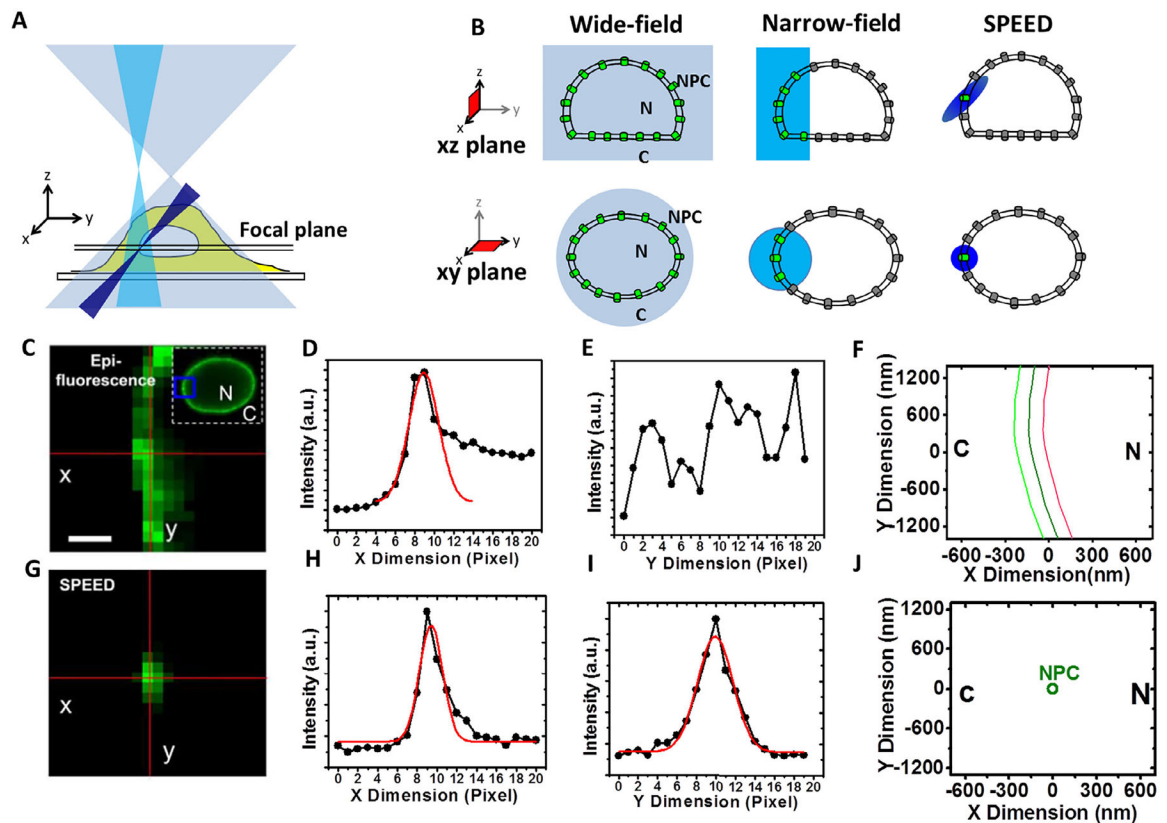 A
z
y
x
Focal plane
B
Wide-field
Narrow-field
SPEED
z
y
x
xz plane
NPC
N
C
z
y
x
xy plane
NPC
N
C
C
Epi-
fluorescence
N
C
x
y
D
Intensity (a.u.)
0 2 4 6 8 10 12 14 16 18 20
X Dimension (Pixel)
E
Intensity (a.u.)
0 2 4 6 8 10 12 14 16 18 20
Y Dimension (Pixel)
F
Y Dimension (nm)
1200
600
0
-600
-1200
C
N
-600 -300 0 300 600
X Dimension(nm)
G
SPEED
x
y
H
Intensity (a.u.)
0 2 4 6 8 10 12 14 16 18 20
X Dimension (Pixel)
I
Intensity (a.u.)
0 2 4 6 8 10 12 14 16 18 20
Y Dimension (Pixel)
J
Y Dimension (nm)
1200
600
0
-600
-1200
NPC
C
N
-600 -300 0 300 600
X Dimension (nm)